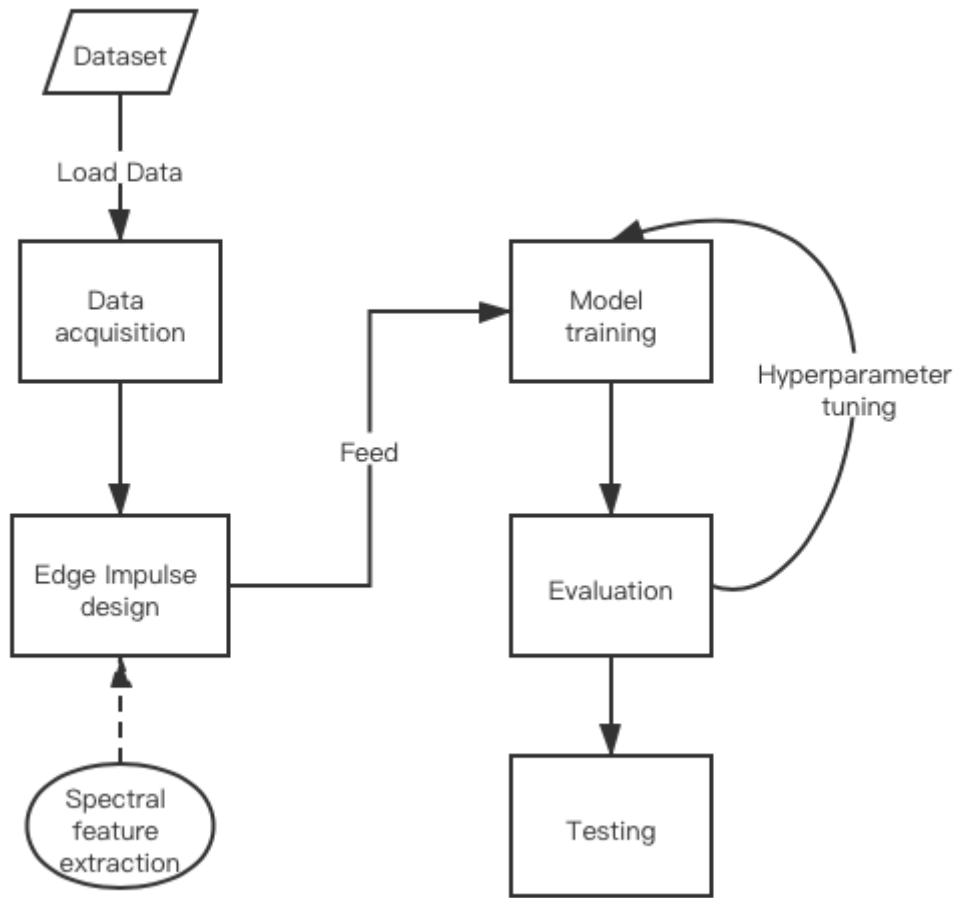 Dataset
Load Data
Data
acquisition
Edge Impulse
design
Spectral
feature
extraction
Feed
Model
training
Hyperparameter
tuning
Evaluation
Testing